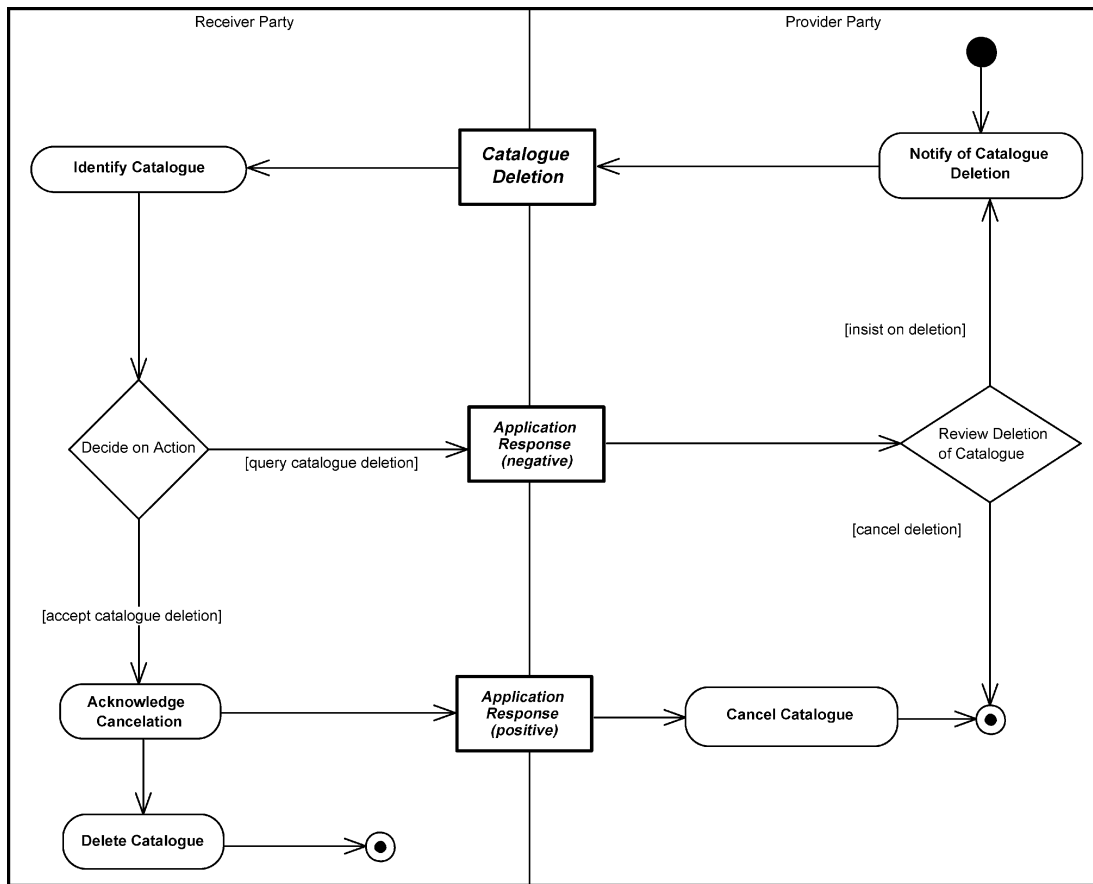 Receiver Party
Provider Party
Identify Catalogue
Catalogue
Deletion
Notify of Catalogue
Deletion
[insist on deletion]
Decide on Action
[query catalogue deletion]
Application
Response
(negative)
Review Deletion
of Catalogue
[cancel deletion]
[accept catalogue deletion]
Acknowledge
Cancelation
Application
Response
(positive)
Cancel Catalogue
Delete Catalogue